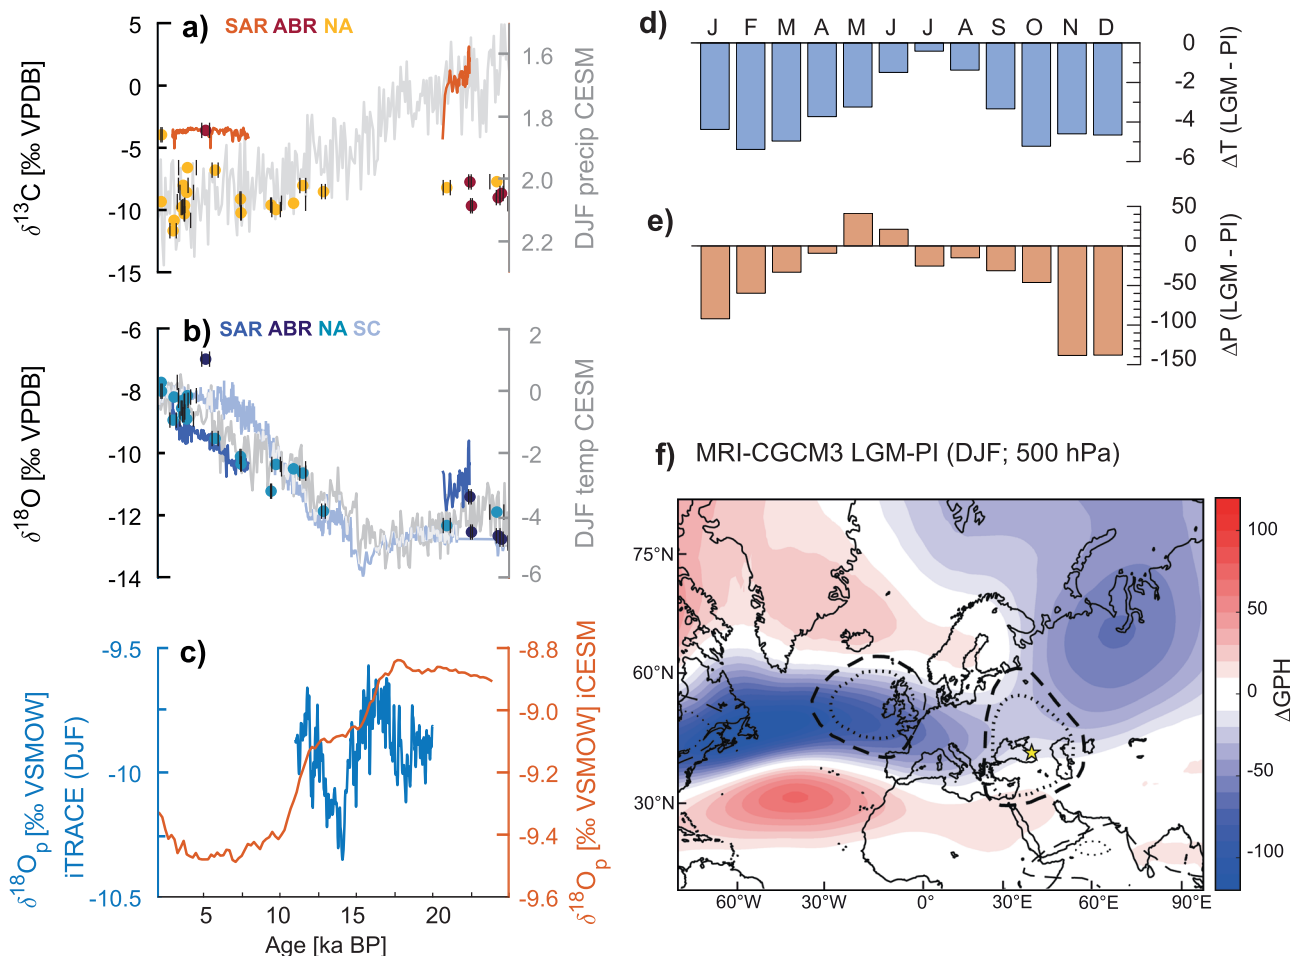 a) SAR ABR NA
5
0
-5
-10
-15
δ13C [‰ VPDB]
1.6
1.8
2.0
2.2
DJF precip CESM
b) SAR ABR NA SC
-6
-8
-10
-12
-14
δ18O [‰ VPDB]
2
0
-2
-4
-6
DJF temp CESM
c)
-9.5
-10
-10.5
δ18Op [‰ VSMOW]
iTRACE (DJF)
-8.8
-9.0
-9.2
-9.4
-9.6
δ18Op [‰ VSMOW] iCESM
5 10 15 20
Age [ka BP]
d) J F M A M J J A S O N D
0
-2
-4
-6
ΔT (LGM - PI)
e)
50
0
-50
-100
-150
ΔP (LGM - PI)
f) MRI-CGCM3 LGM-PI (DJF; 500 hPa)
75°N
60°N
30°N
60°W 30°W 0° 30°E 60°E 90°E
100
50
0
-50
-100
ΔGPH